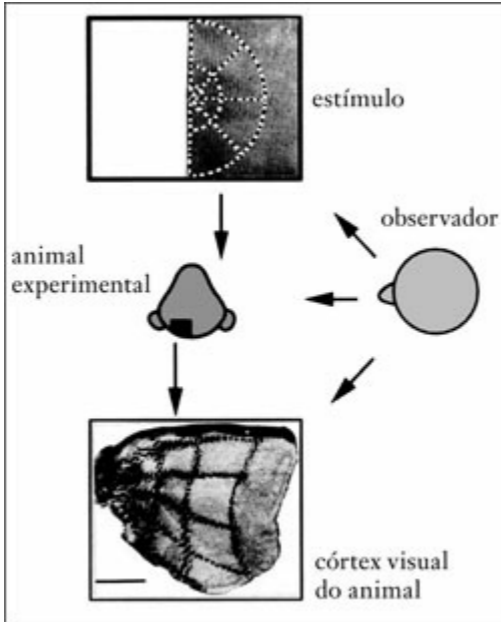 estímulo
observador
animal
experimental
córtex visual
do animal